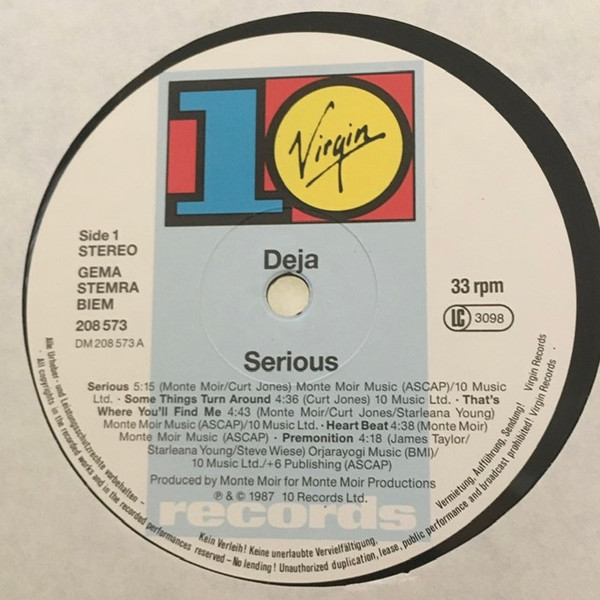 10
Virgin
Side 1
STEREO
GEMA
STEMRA
BIEM
208 573
DM 208 573 A
Deja
33 rpm
LC 3098
Serious
Serious 5:15 (Monte Moir/Curt Jones) Monte Moir Music (ASCAP)/10 Music
Ltd. · Some Things Turn Around 4:36 (Curt Jones) 10 Music Ltd. · That's
Where You'll Find Me 4:43 (Monte Moir/Curt Jones/Starleana Young)
Monte Moir Music (ASCAP)/10 Music Ltd. · Heart Beat 4:38 (Monte Moir)
Monte Moir Music (ASCAP) · Premonition 4:18 (James Taylor/
Starleana Young/Steve Wiese) Orjarayogi Music (BMI)/
10 Music Ltd./+6 Publishing (ASCAP)
Produced by Monte Moir for Monte Moir Productions
℗ & © 1987 10 Records Ltd.
records
Alle Urheber- und Leistungsschutzrechte vorbehalten – Kein Verleih! Keine unerlaubte Vervielfältigung, Vermietung, Aufführung, Sendung! Virgin Records
· All copyrights in the recorded works and in the recorded performances reserved – No lending! Unauthorized duplication, lease, public performance and broadcast prohibited! Virgin Records ·